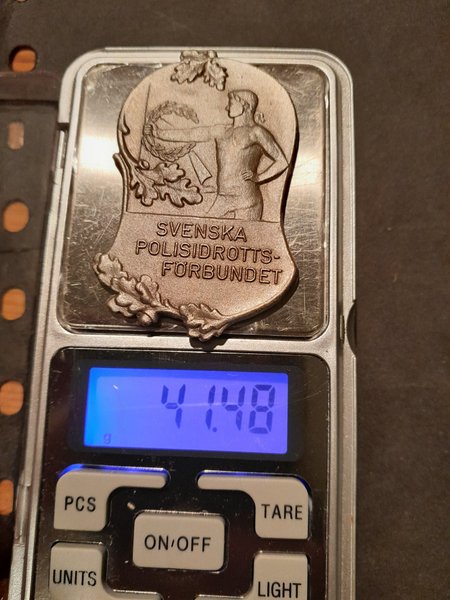 SVENSKA
POLISIDROTTS-
FÖRBUNDET
41.48
g
PCS
TARE
ON/OFF
UNITS
LIGHT